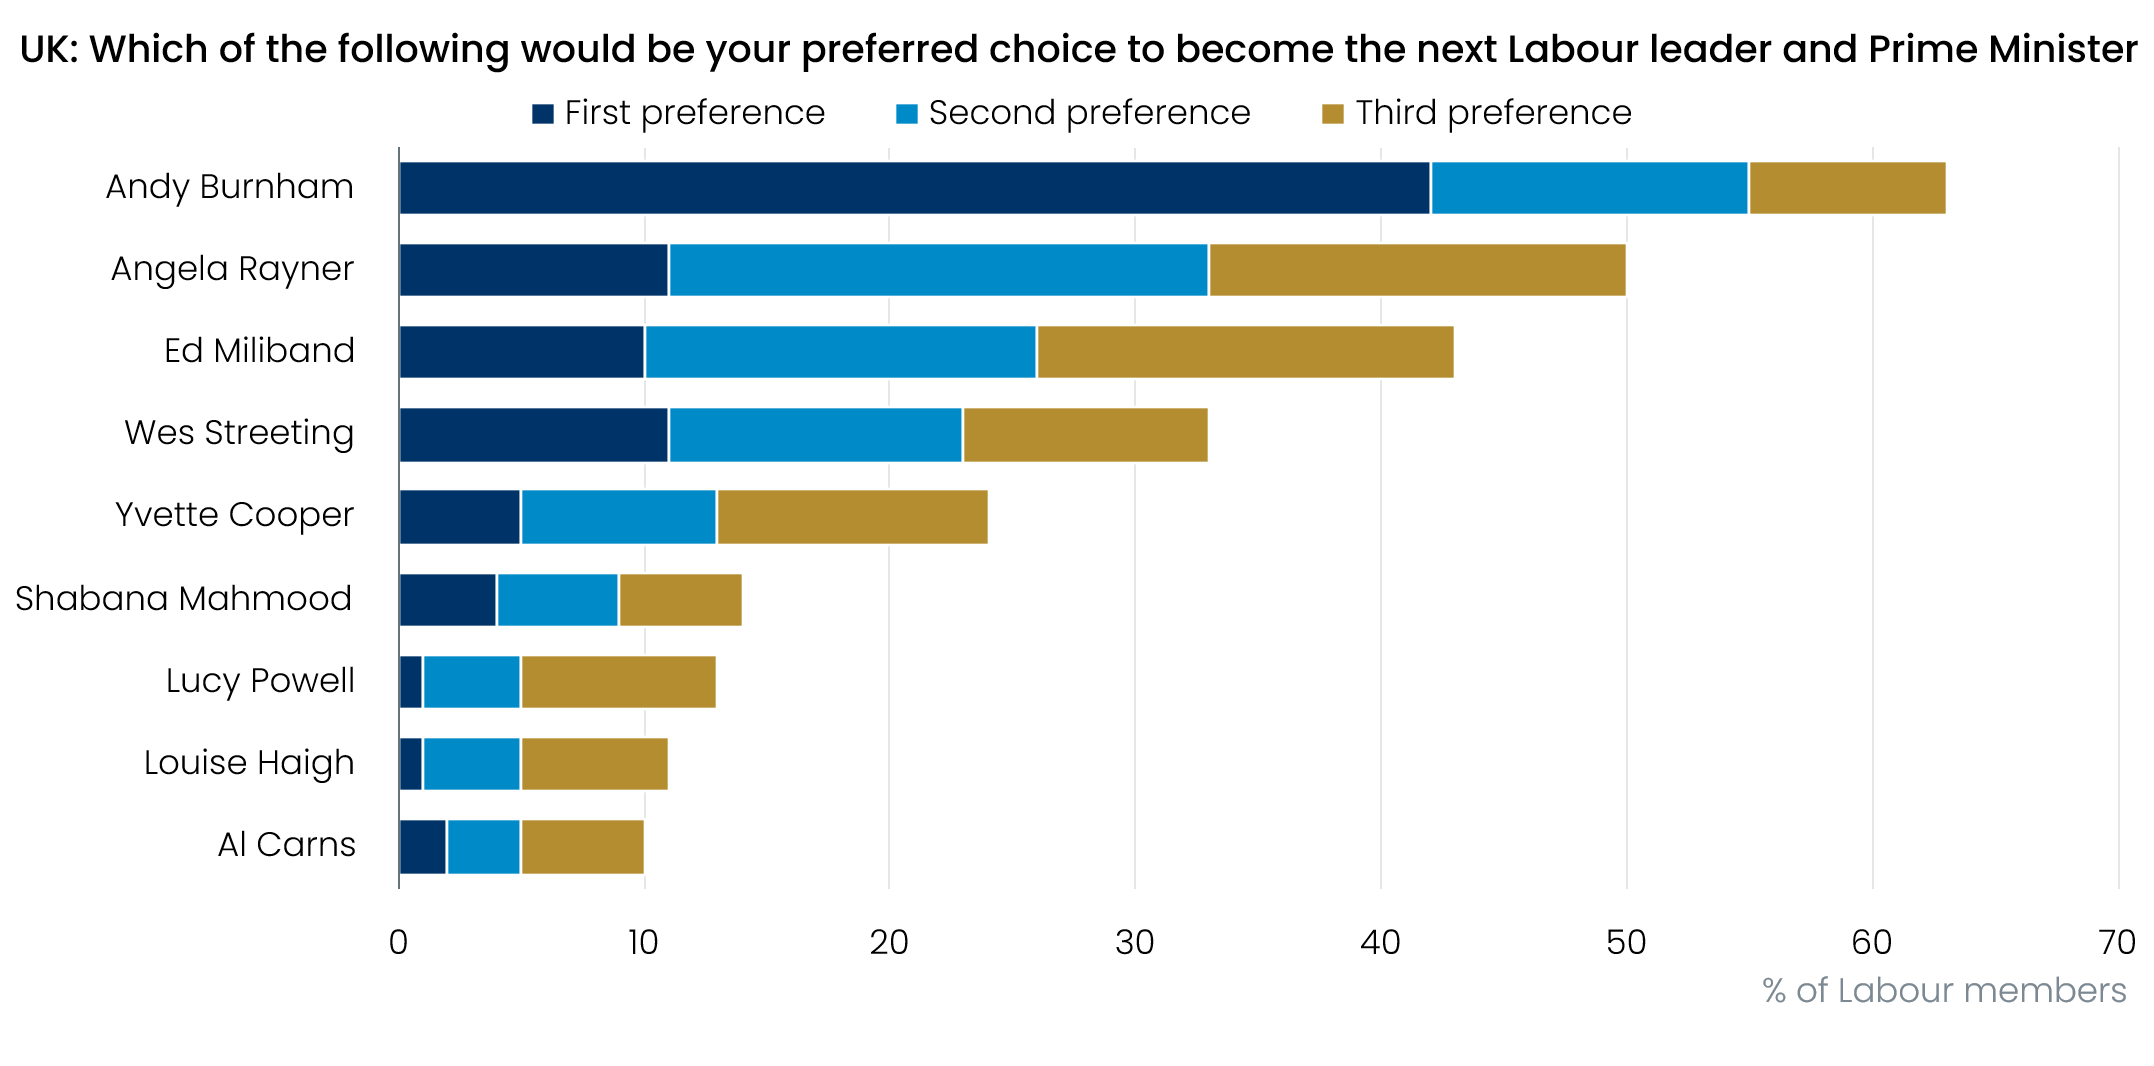 UK: Which of the following would be your preferred choice to become the next Labour leader and Prime Minister
First preference Second preference Third preference
Andy Burnham
Angela Rayner
Ed Miliband
Wes Streeting
Yvette Cooper
Shabana Mahmood
Lucy Powell
Louise Haigh
Al Carns
0 10 20 30 40 50 60 70
% of Labour members